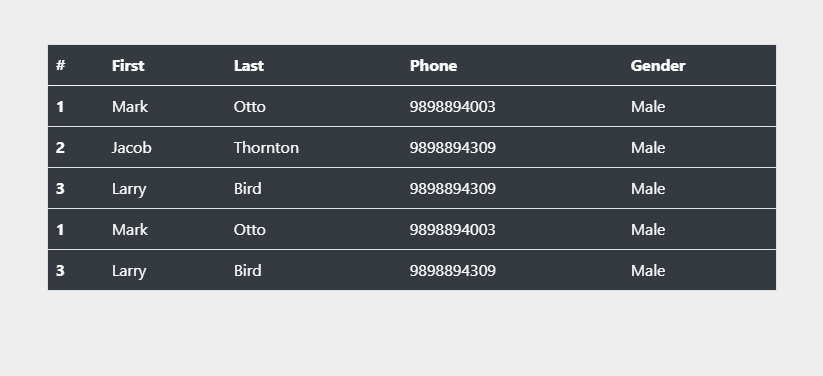 # First Last Phone Gender
1 Mark Otto 9898894003 Male
2 Jacob Thornton 9898894309 Male
3 Larry Bird 9898894309 Male
1 Mark Otto 9898894003 Male
3 Larry Bird 9898894309 Male